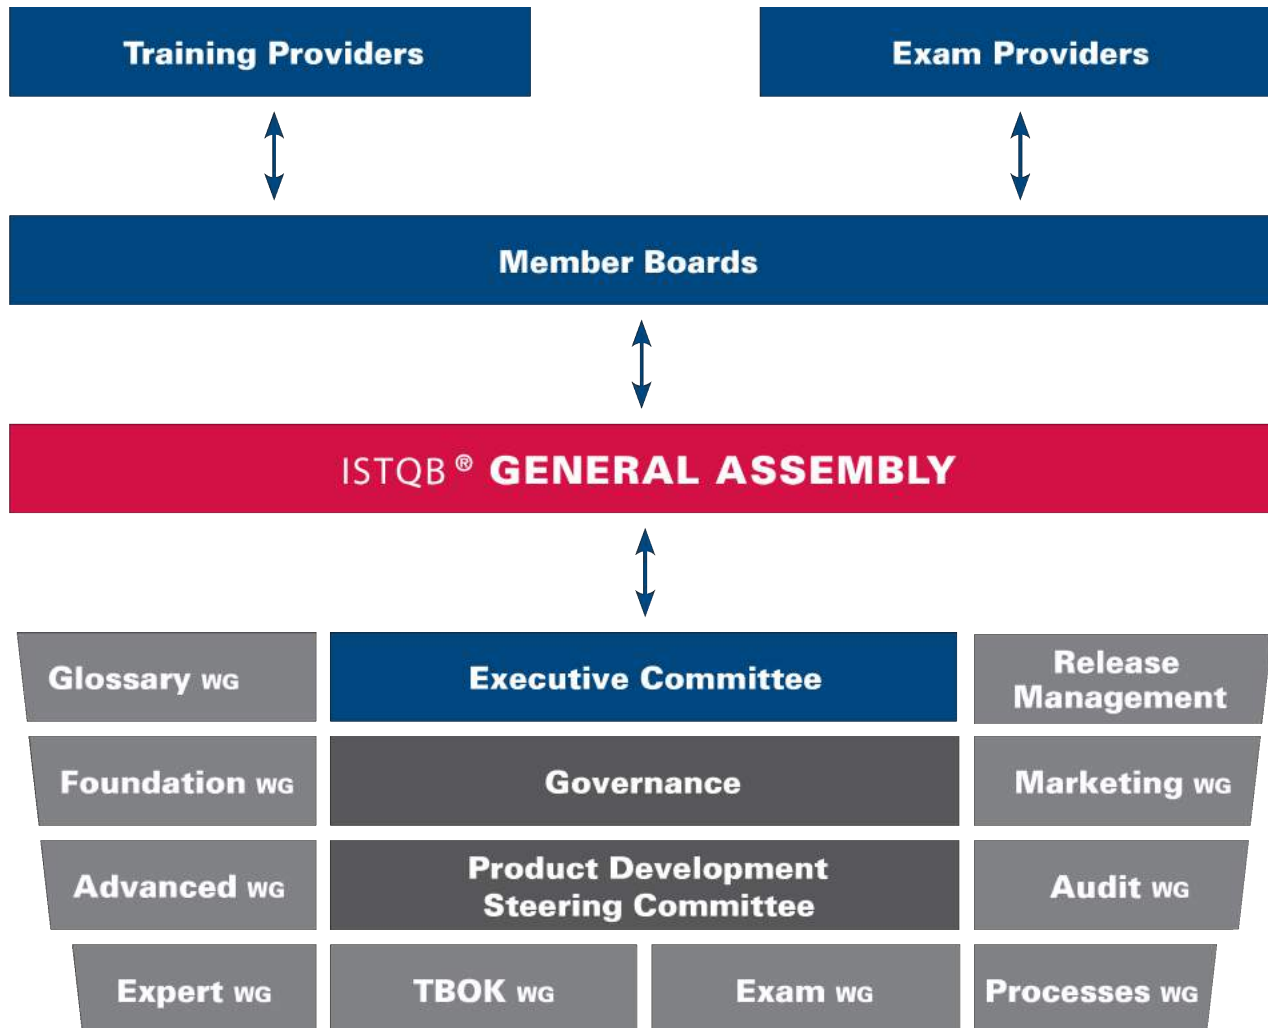 Training Providers
Exam Providers
Member Boards
ISTQB® GENERAL ASSEMBLY
Glossary WG
Executive Committee
Release
Management
Foundation WG
Governance
Marketing WG
Advanced WG
Product Development
Steering Committee
Audit WG
Expert WG
TBOK WG
Exam WG
Processes WG